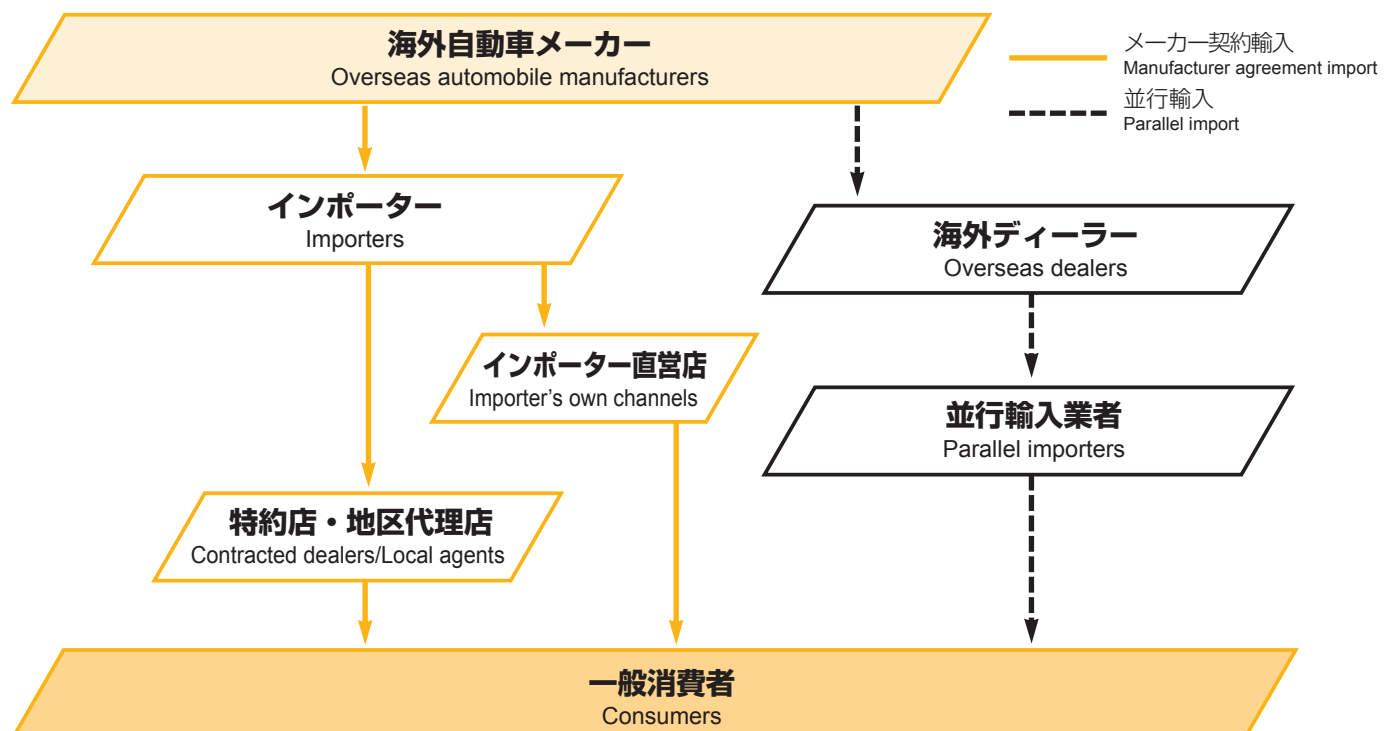 海外自動車メーカー
Overseas automobile manufacturers
メーカー契約輸入
Manufacturer agreement import
並行輸入
Parallel import
インポーター
Importers
海外ディーラー
Overseas dealers
インポーター直営店
Importer’s own channels
並行輸入業者
Parallel importers
特約店・地区代理店
Contracted dealers/Local agents
一般消費者
Consumers